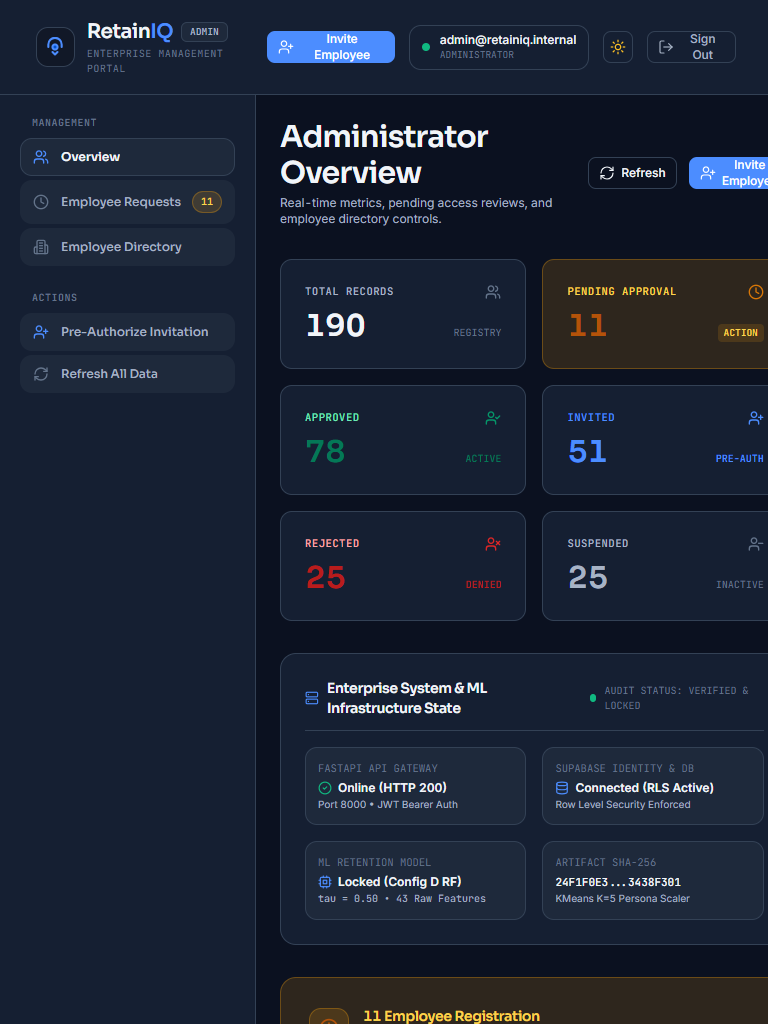 RetainIQ ADMIN
ENTERPRISE MANAGEMENT
PORTAL
Invite
Employee
admin@retainiq.internal
ADMINISTRATOR
Sign
Out
MANAGEMENT
Overview
Employee Requests 11
Employee Directory
ACTIONS
Pre-Authorize Invitation
Refresh All Data
Administrator
Overview
Real-time metrics, pending access reviews, and
employee directory controls.
Refresh
Invite
Employe
TOTAL RECORDS
190
REGISTRY
PENDING APPROVAL
11
ACTION
APPROVED
78
ACTIVE
INVITED
51
PRE-AUTH
REJECTED
25
DENIED
SUSPENDED
25
INACTIVE
Enterprise System & ML
Infrastructure State
AUDIT STATUS: VERIFIED &
LOCKED
FASTAPI API GATEWAY
Online (HTTP 200)
Port 8000 • JWT Bearer Auth
SUPABASE IDENTITY & DB
Connected (RLS Active)
Row Level Security Enforced
ML RETENTION MODEL
Locked (Config D RF)
tau = 0.50 • 43 Raw Features
ARTIFACT SHA-256
24F1F0E3...3438F301
KMeans K=5 Persona Scaler
11 Employee Registration